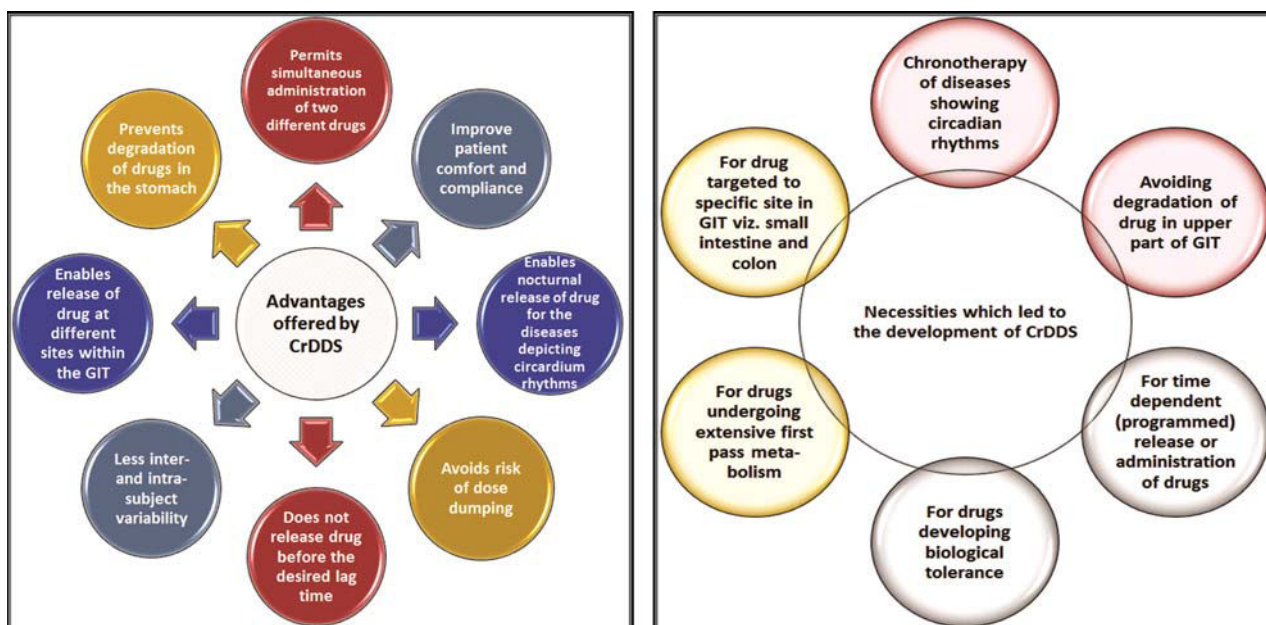 Advantages
offered by
CrDDS
Permits
simultaneous
administration
of two
different drugs
Improve
patient
comfort and
compliance
Enables
nocturnal
release of drug
for the
diseases
depicting
circardium
rhythms
Avoids risk
of dose
dumping
Does not
release drug
before the
desired lag
time
Less inter-
and intra-
subject
variability
Enables
release of
drug at
different
sites within
the GIT
Prevents
degradation
of drugs in
the stomach
Necessities which led to
the development of CrDDS
Chronotherapy
of diseases
showing
circadian
rhythms
Avoiding
degradation of
drug in upper
part of GIT
For time
dependent
(programmed)
release or
administration
of drugs
For drugs
developing
biological
tolerance
For drugs
undergoing
extensive first
pass meta-
bolism
For drug
targeted to
specific site in
GIT viz. small
intestine and
colon